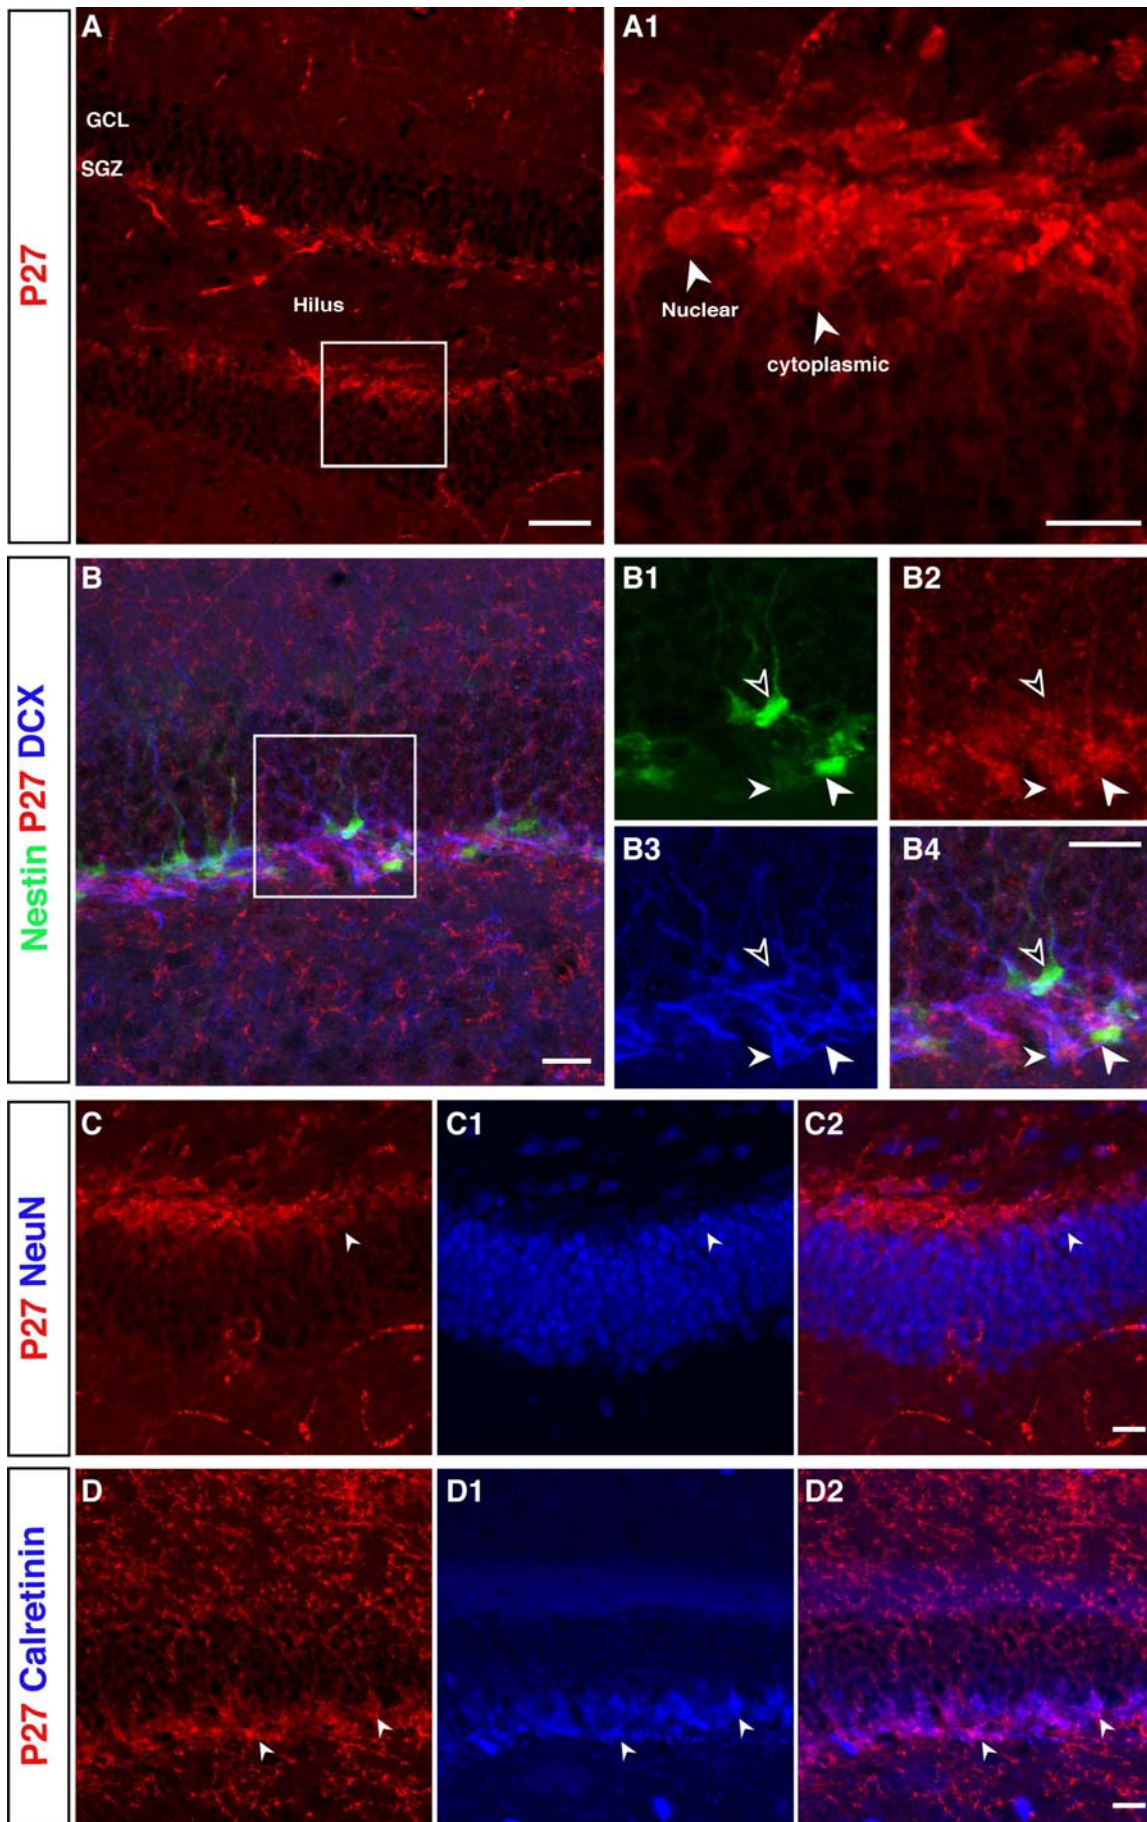 P27
A
GCL
SGZ
Hilus
A1
Nuclear
cytoplasmic
Nestin P27 DCX
B
B1
B2
B3
B4
P27 NeuN
C
C1
C2
P27 Calretinin
D
D1
D2